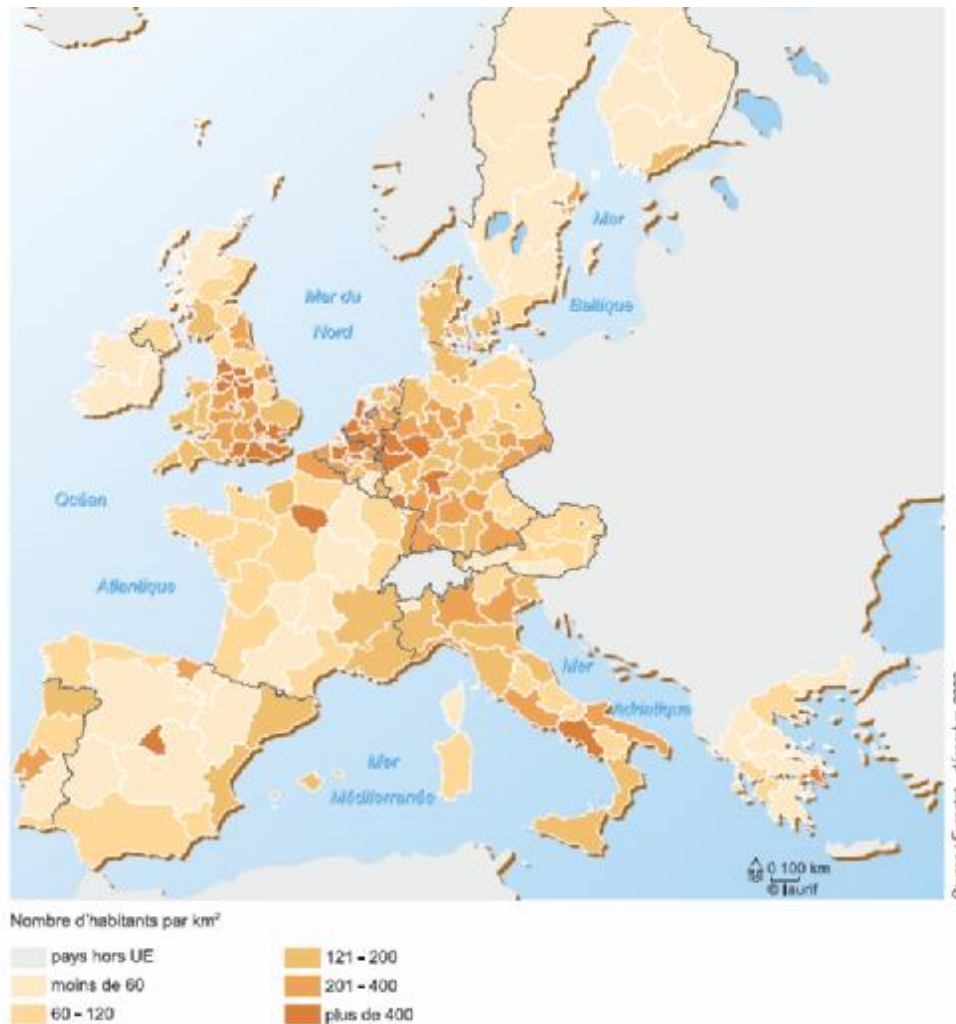 Mer
Baltique
Mer du
Nord
Océan
Atlantique
Mer
Adriatique
Mer
Méditerranée
0 100 km
© Iaurif
Nombre d'habitants par km²
pays hors UE
moins de 60
60 - 120
121 - 200
201 - 400
plus de 400